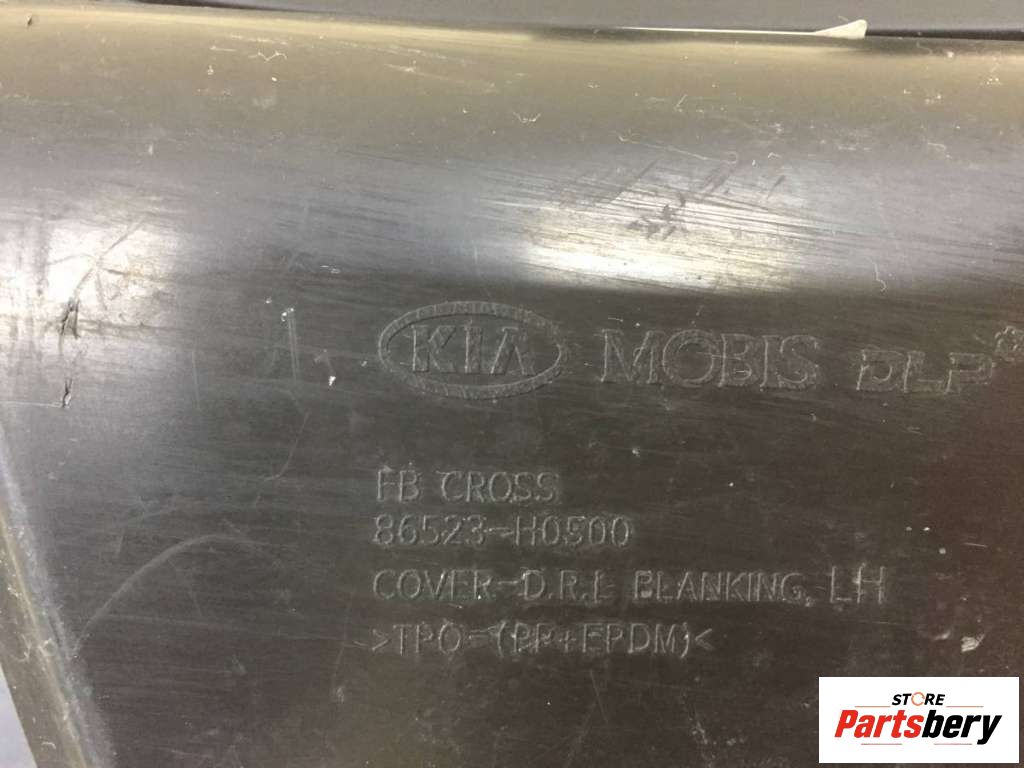 KIA MOBIS DLP
FB CROSS
86523-H0500
COVER-D.R.L BLANKING, LH
>TPO-(PP+EPDM)<
STORE
Partsbery